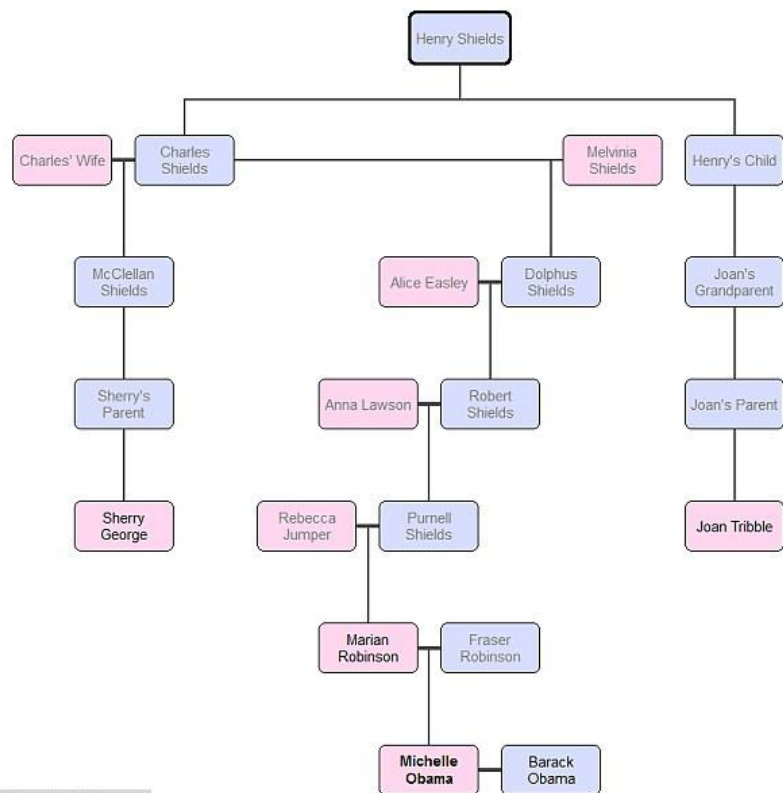 Henry Shields
Charles' Wife
Charles
Shields
Melvinia
Shields
Henry's Child
McClellan
Shields
Alice Easley
Dolphus
Shields
Joan's
Grandparent
Sherry's
Parent
Anna Lawson
Robert
Shields
Joan's Parent
Sherry
George
Rebecca
Jumper
Purnell
Shields
Joan Tribble
Marian
Robinson
Fraser
Robinson
Michelle
Obama
Barack
Obama